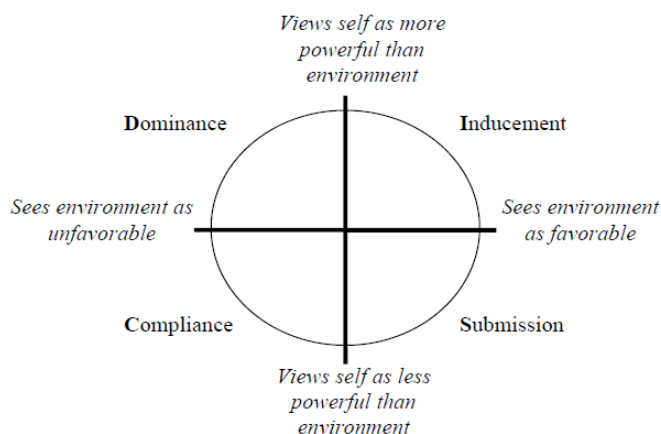 Views self as more
powerful than
environment
Dominance
Inducement
Sees environment as
unfavorable
Sees environment
as favorable
Compliance
Submission
Views self as less
powerful than
environment